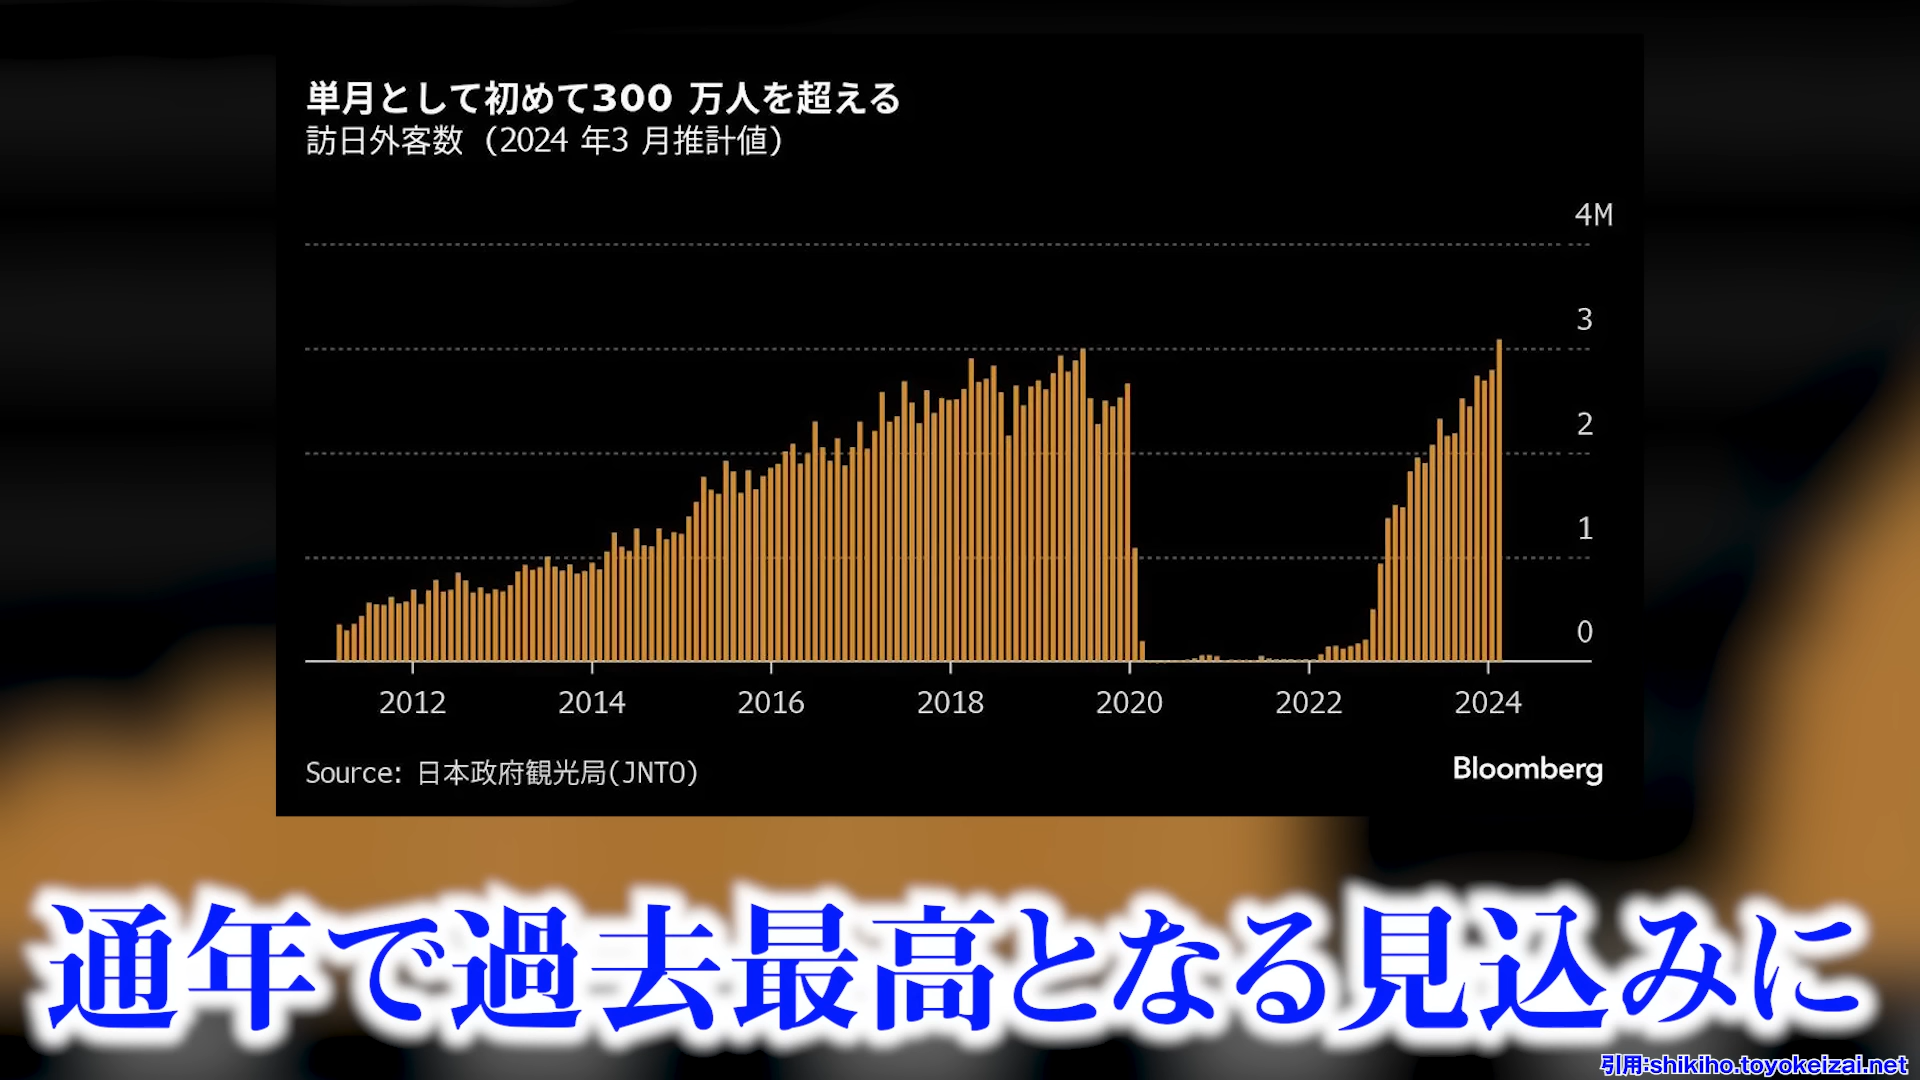 単月として初めて300 万人を超える
訪日外客数（2024 年3 月推計値）
4M
3
2
1
0
2012 2014 2016 2018 2020 2022 2024
Source: 日本政府観光局(JNTO)
Bloomberg
通年で過去最高となる見込みに
引用:shikiho.toyokeizai.net